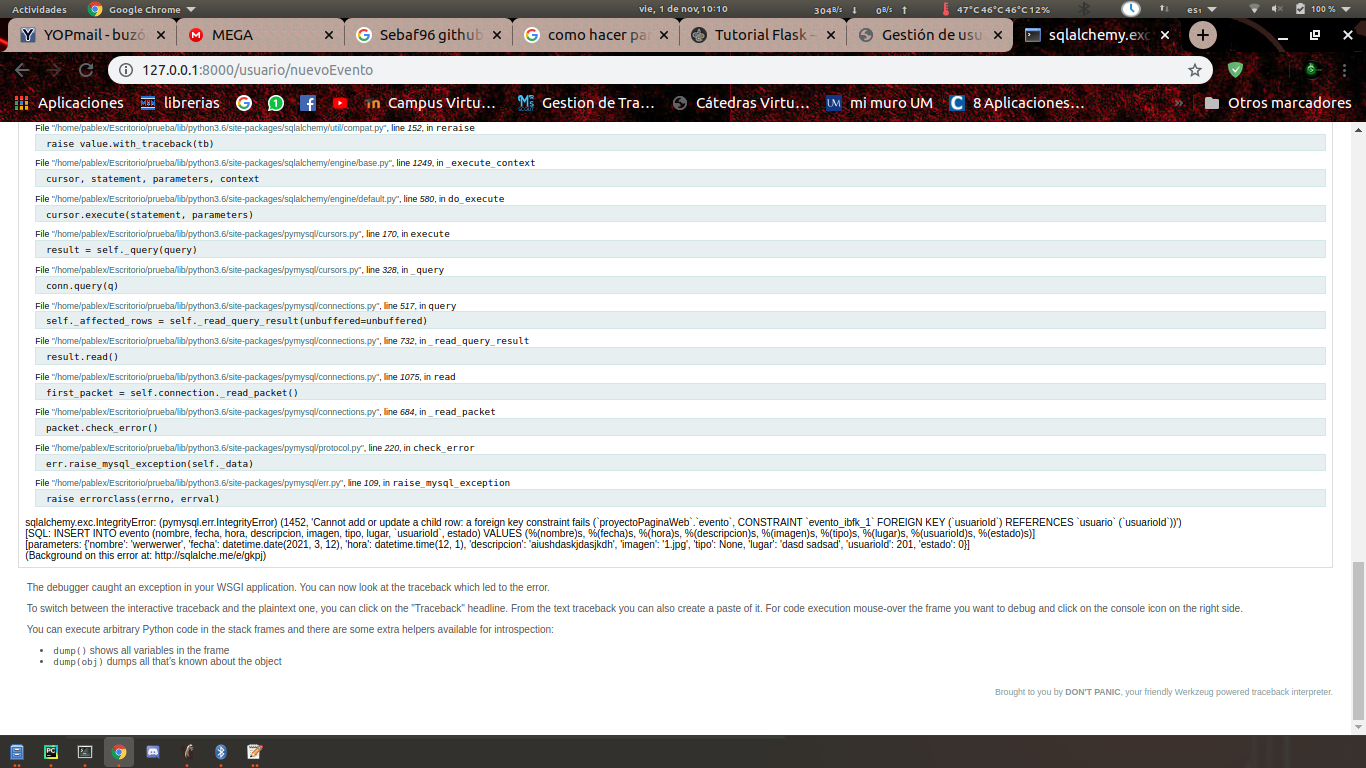 Actividades Google Chrome vie, 1 de nov, 10:10 304B/s 0B/s 47°C46°C46°C12% es1 100 %
YOPmail - buzó MEGA Sebaf96 github como hacer pa Tutorial Flask – Gestión de usu sqlalchemy.exc
127.0.0.1:8000/usuario/nuevoEvento
Aplicaciones librerias Campus Virtu… Gestion de Tra… Cátedras Virtu… UM mi muro UM 8 Aplicaciones… » Otros marcadores
File "/home/pablex/Escritorio/prueba/lib/python3.6/site-packages/sqlalchemy/util/compat.py", line 152, in reraise
raise value.with_traceback(tb)
File "/home/pablex/Escritorio/prueba/lib/python3.6/site-packages/sqlalchemy/engine/base.py", line 1249, in _execute_context
cursor, statement, parameters, context
File "/home/pablex/Escritorio/prueba/lib/python3.6/site-packages/sqlalchemy/engine/default.py", line 580, in do_execute
cursor.execute(statement, parameters)
File "/home/pablex/Escritorio/prueba/lib/python3.6/site-packages/pymysql/cursors.py", line 170, in execute
result = self._query(query)
File "/home/pablex/Escritorio/prueba/lib/python3.6/site-packages/pymysql/cursors.py", line 328, in _query
conn.query(q)
File "/home/pablex/Escritorio/prueba/lib/python3.6/site-packages/pymysql/connections.py", line 517, in query
self._affected_rows = self._read_query_result(unbuffered=unbuffered)
File "/home/pablex/Escritorio/prueba/lib/python3.6/site-packages/pymysql/connections.py", line 732, in _read_query_result
result.read()
File "/home/pablex/Escritorio/prueba/lib/python3.6/site-packages/pymysql/connections.py", line 1075, in read
first_packet = self.connection._read_packet()
File "/home/pablex/Escritorio/prueba/lib/python3.6/site-packages/pymysql/connections.py", line 684, in _read_packet
packet.check_error()
File "/home/pablex/Escritorio/prueba/lib/python3.6/site-packages/pymysql/protocol.py", line 220, in check_error
err.raise_mysql_exception(self._data)
File "/home/pablex/Escritorio/prueba/lib/python3.6/site-packages/pymysql/err.py", line 109, in raise_mysql_exception
raise errorclass(errno, errval)
sqlalchemy.exc.IntegrityError: (pymysql.err.IntegrityError) (1452, 'Cannot add or update a child row: a foreign key constraint fails (`proyectoPaginaWeb`.`evento`, CONSTRAINT `evento_ibfk_1` FOREIGN KEY (`usuarioId`) REFERENCES `usuario` (`usuarioId`))')
[SQL: INSERT INTO evento (nombre, fecha, hora, descripcion, imagen, tipo, lugar, `usuarioId`, estado) VALUES (%(nombre)s, %(fecha)s, %(hora)s, %(descripcion)s, %(imagen)s, %(tipo)s, %(lugar)s, %(usuarioId)s, %(estado)s)]
[parameters: {'nombre': 'werwerwer', 'fecha': datetime.date(2021, 3, 12), 'hora': datetime.time(12, 1), 'descripcion': 'aiushdaskjdasjkdh', 'imagen': '1.jpg', 'tipo': None, 'lugar': 'dasd sadsad', 'usuarioId': 201, 'estado': 0}]
(Background on this error at: http://sqlalche.me/e/gkpj)
The debugger caught an exception in your WSGI application. You can now look at the traceback which led to the error.
To switch between the interactive traceback and the plaintext one, you can click on the "Traceback" headline. From the text traceback you can also create a paste of it. For code execution mouse-over the frame you want to debug and click on the console icon on the right side.
You can execute arbitrary Python code in the stack frames and there are some extra helpers available for introspection:
• dump() shows all variables in the frame
• dump(obj) dumps all that's known about the object
Brought to you by DON'T PANIC, your friendly Werkzeug powered traceback interpreter.